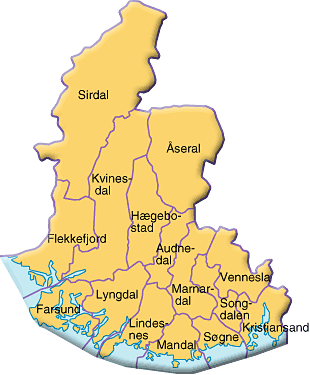 Sirdal
Åseral
Kvines-
dal
Hægebo-
stad
Flekkefjord
Audne-
dal
Vennesla
Lyngdal
Marnar-
dal
Farsund
Song-
dalen
Lindes-
nes
Kristiansand
Søgne
Mandal